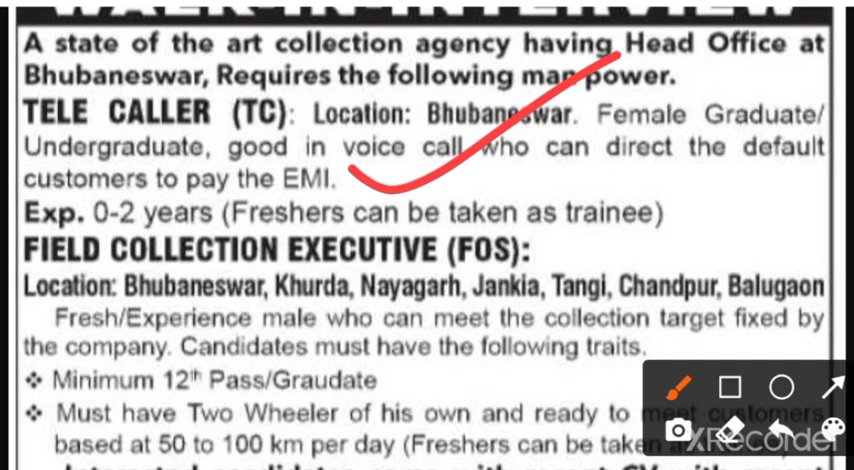 WALK-IN-INTERVIEW
A state of the art collection agency having Head Office at
Bhubaneswar, Requires the following man power.
TELE CALLER (TC): Location: Bhubaneswar. Female Graduate/
Undergraduate, good in voice call who can direct the default
customers to pay the EMI.
Exp. 0-2 years (Freshers can be taken as trainee)
FIELD COLLECTION EXECUTIVE (FOS):
Location: Bhubaneswar, Khurda, Nayagarh, Jankia, Tangi, Chandpur, Balugaon
Fresh/Experience male who can meet the collection target fixed by
the company. Candidates must have the following traits.
❖ Minimum 12th Pass/Graudate
❖ Must have Two Wheeler of his own and ready to meet customers
based at 50 to 100 km per day (Freshers can be taken
XRecorder